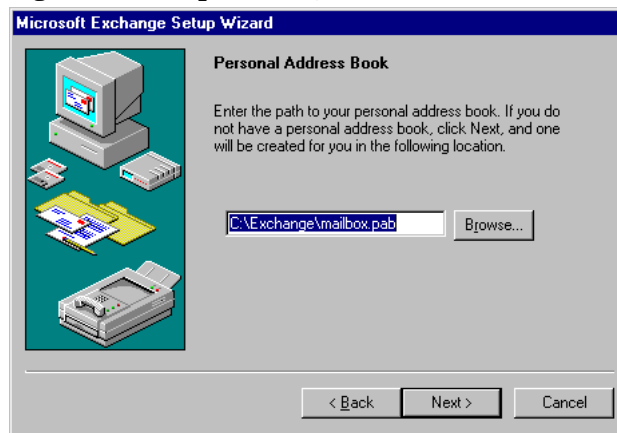 Microsoft Exchange Setup Wizard
Personal Address Book
Enter the path to your personal address book. If you do
not have a personal address book, click Next, and one
will be created for you in the following location.
C:\Exchange\mailbox.pab
Browse...
< Back
Next >
Cancel